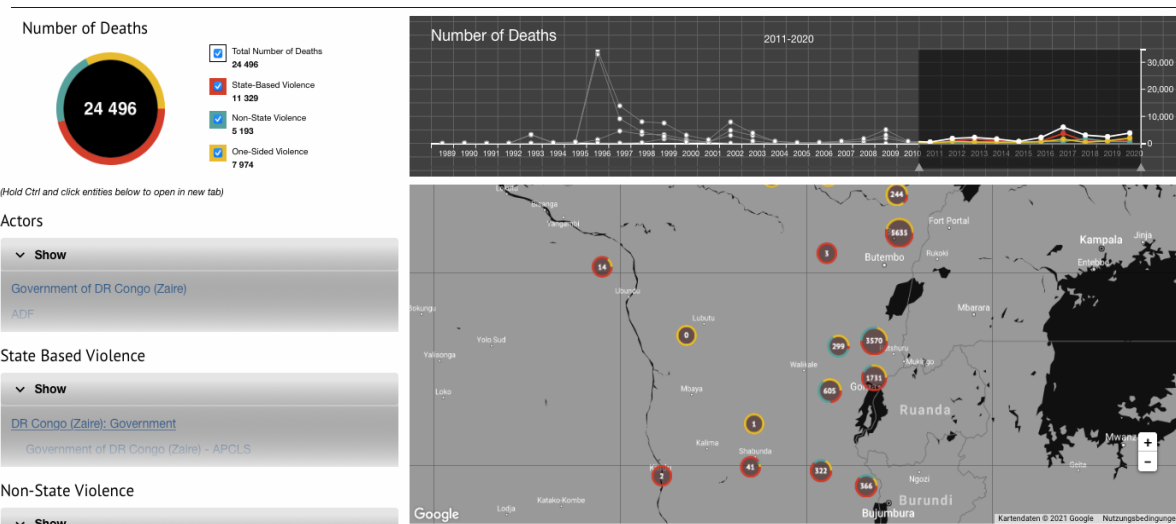 Number of Deaths
24 496
Total Number of Deaths
24 496
State-Based Violence
11 329
Non-State Violence
5 193
One-Sided Violence
7 974
(Hold Ctrl and click entities below to open in new tab)
Actors
Show
Government of DR Congo (Zaire)
ADF
State Based Violence
Show
DR Congo (Zaire): Government
Government of DR Congo (Zaire) - APCLS
Non-State Violence
Show
Number of Deaths
2011-2020
30,000
20,000
10,000
0
1989 1990 1991 1992 1993 1994 1995 1996 1997 1998 1999 2000 2001 2002 2003 2004 2005 2006 2007 2008 2009 2010 2011 2012 2013 2014 2015 2016 2017 2018 2019 2020
244
Yangambi
Fort Portal
5635
Kampala
Jinja
3
Butembo
Rukoki
Entebbe
14
Ubundu
Mbarara
Lubutu
0
Yolo Sud
299
3570
Yalisonga
Walikale
1731
Loko
Mbaya
605
Ruanda
1
Kalima
Shabunda
41
322
Mwanz
+
-
2
366
Ngozi
Geita
Katako-Kombe
Burundi
Lodja
Bujumbura
Google
Kartendaten © 2021 Google
Nutzungsbedingunge